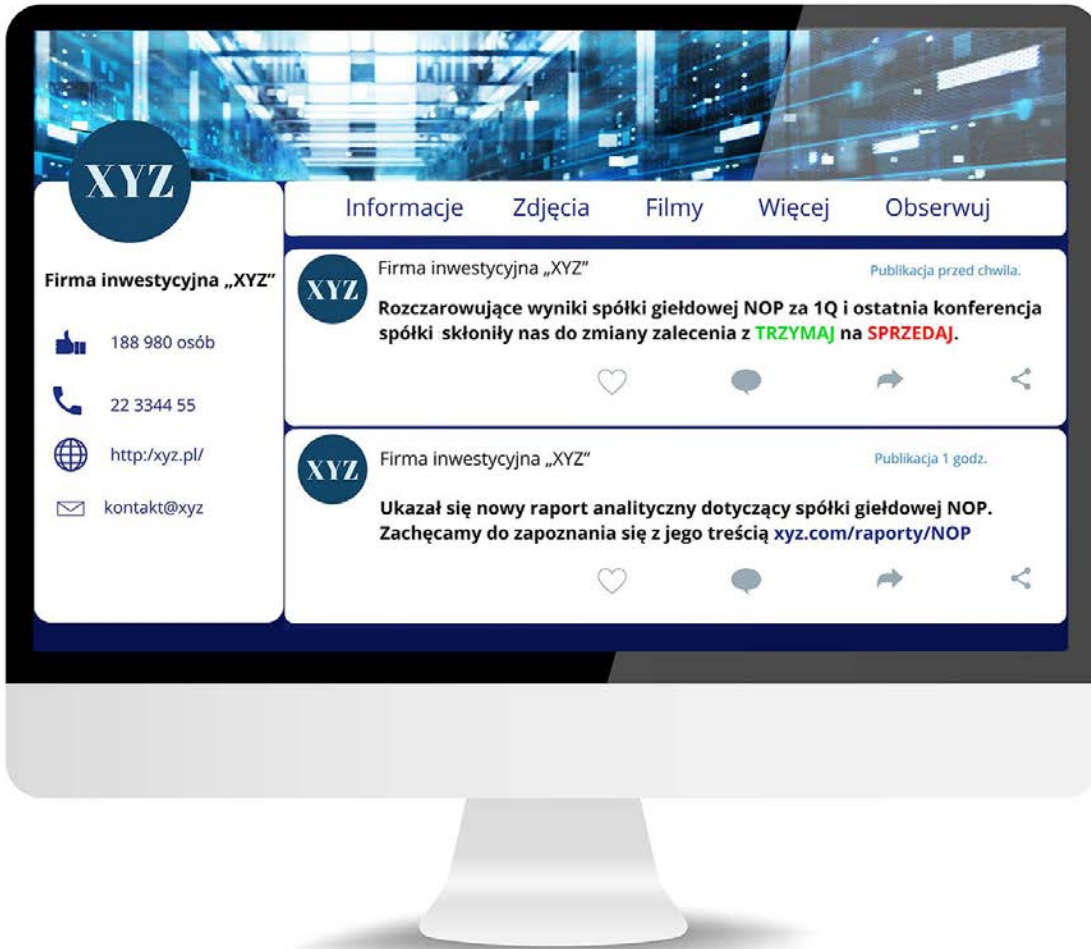 XYZ
Firma inwestycyjna „XYZ”
188 980 osób
22 3344 55
http:/xyz.pl/
kontakt@xyz
Informacje Zdjęcia Filmy Więcej Obserwuj
XYZ
Firma inwestycyjna „XYZ”
Publikacja przed chwila.
Rozczarowujące wyniki spółki giełdowej NOP za 1Q i ostatnia konferencja
spółki skłoniły nas do zmiany zalecenia z TRZYMAJ na SPRZEDAJ.
XYZ
Firma inwestycyjna „XYZ”
Publikacja 1 godz.
Ukazał się nowy raport analityczny dotyczący spółki giełdowej NOP.
Zachęcamy do zapoznania się z jego treścią xyz.com/raporty/NOP